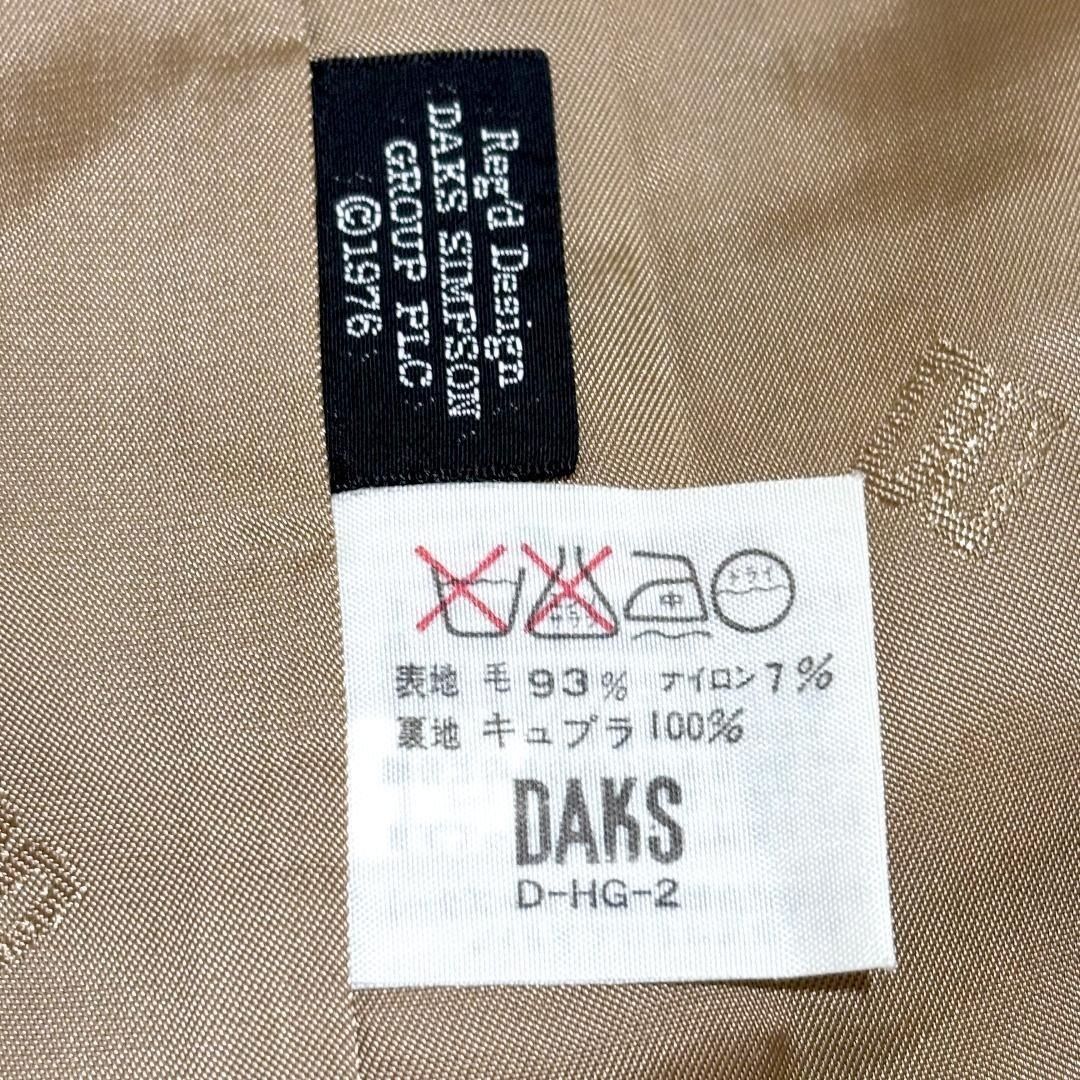 Reg'd Design
DAKS SIMPSON
GROUP PLC
©1976
中
ドライ
表地 毛 93% ナイロン 7%
裏地 キュプラ 100%
DAKS
D-HG-2